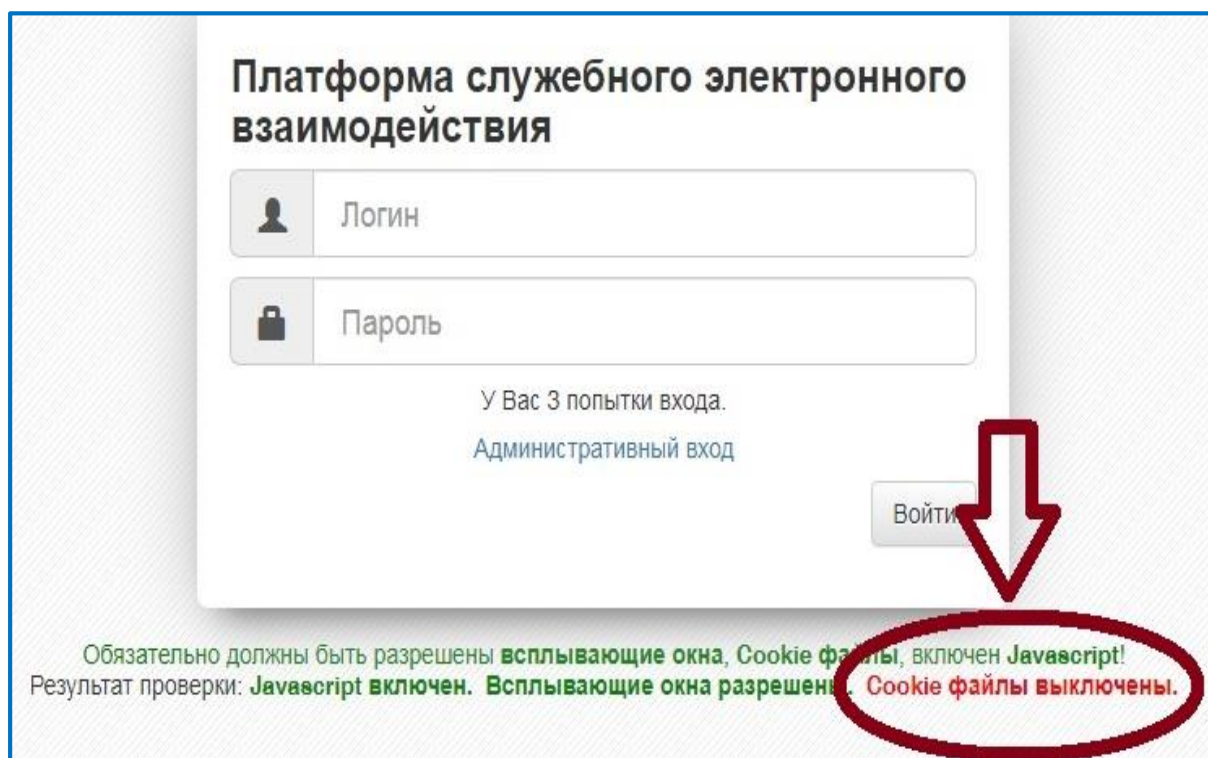 Платформа служебного электронного
взаимодействия
Логин
Пароль
У Вас 3 попытки входа.
Административный вход
Войти
Обязательно должны быть разрешены всплывающие окна, Cookie файлы, включен Javascript!
Результат проверки: Javascript включен. Всплывающие окна разрешены. Cookie файлы выключены.